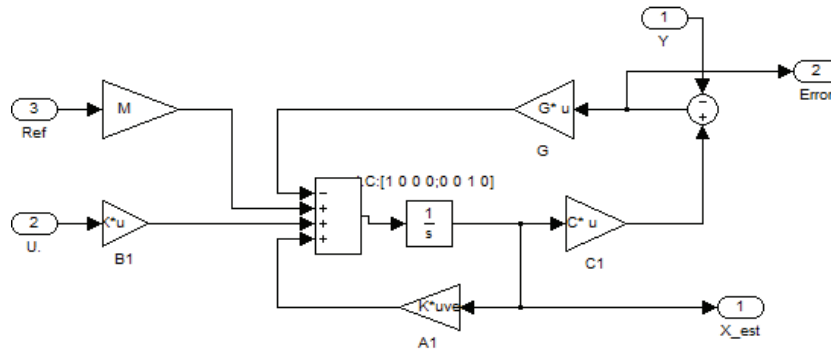 1
Y
2
Error
3
Ref
M
G* u
G
−
+
.C:[1 0 0 0;0 0 1 0]
−
+
+
+
2
U.
K*u
B1
1
s
C* u
C1
K*uve
A1
1
X_est